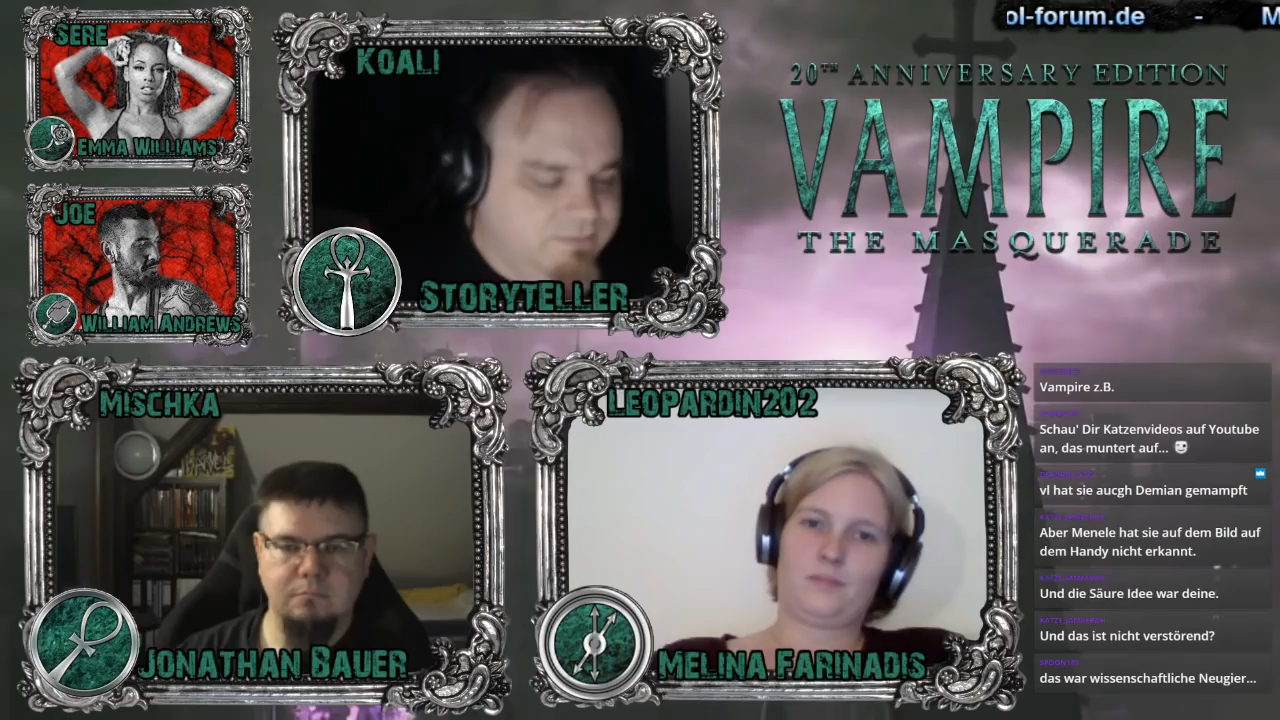 ol-forum.de - M
SERE
EMMA WILLIAMS
KOALI
STORYTELLER
20TH ANNIVERSARY EDITION
VAMPIRE
THE MASQUERADE
JOE
WILLIAM ANDREWS
MISCHKA
JONATHAN BAUER
LEOPARDIN202
MELINA FARINADIS
Vampire z.B.
Schau' Dir Katzenvideos auf Youtube
an, das muntert auf...
vl hat sie aucgh Demian gemampft
Aber Menele hat sie auf dem Bild auf
dem Handy nicht erkannt.
Und die Säure Idee war deine.
Und das ist nicht verstörend?
das war wissenschaftliche Neugier...